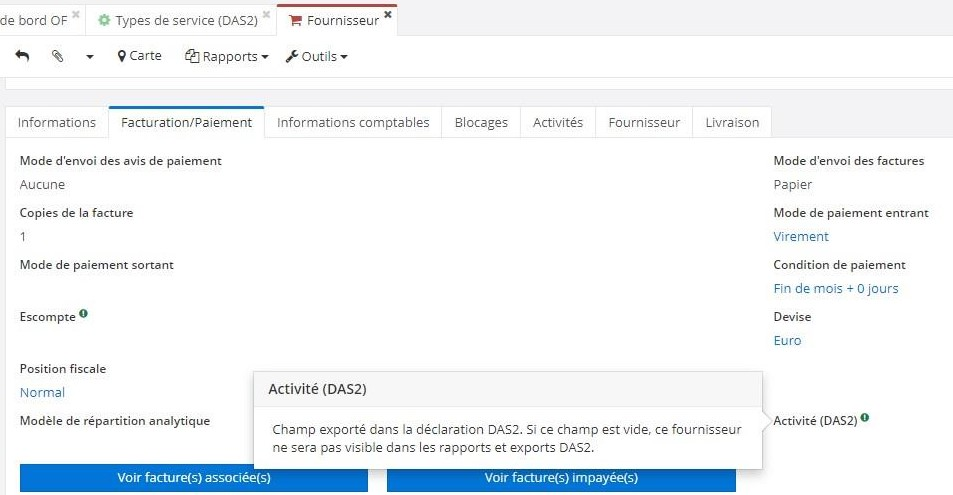 de bord OF
Types de service (DAS2)
Fournisseur
Carte
Rapports
Outils
Informations
Facturation/Paiement
Informations comptables
Blocages
Activités
Fournisseur
Livraison
Mode d'envoi des avis de paiement
Aucune
Mode d'envoi des factures
Papier
Copies de la facture
1
Mode de paiement entrant
Virement
Mode de paiement sortant
Condition de paiement
Fin de mois + 0 jours
Escompte
Devise
Euro
Position fiscale
Normal
Modèle de répartition analytique
Activité (DAS2)
Activité (DAS2)
Champ exporté dans la déclaration DAS2. Si ce champ est vide, ce fournisseur
ne sera pas visible dans les rapports et exports DAS2.
Voir facture(s) associée(s)
Voir facture(s) impayée(s)